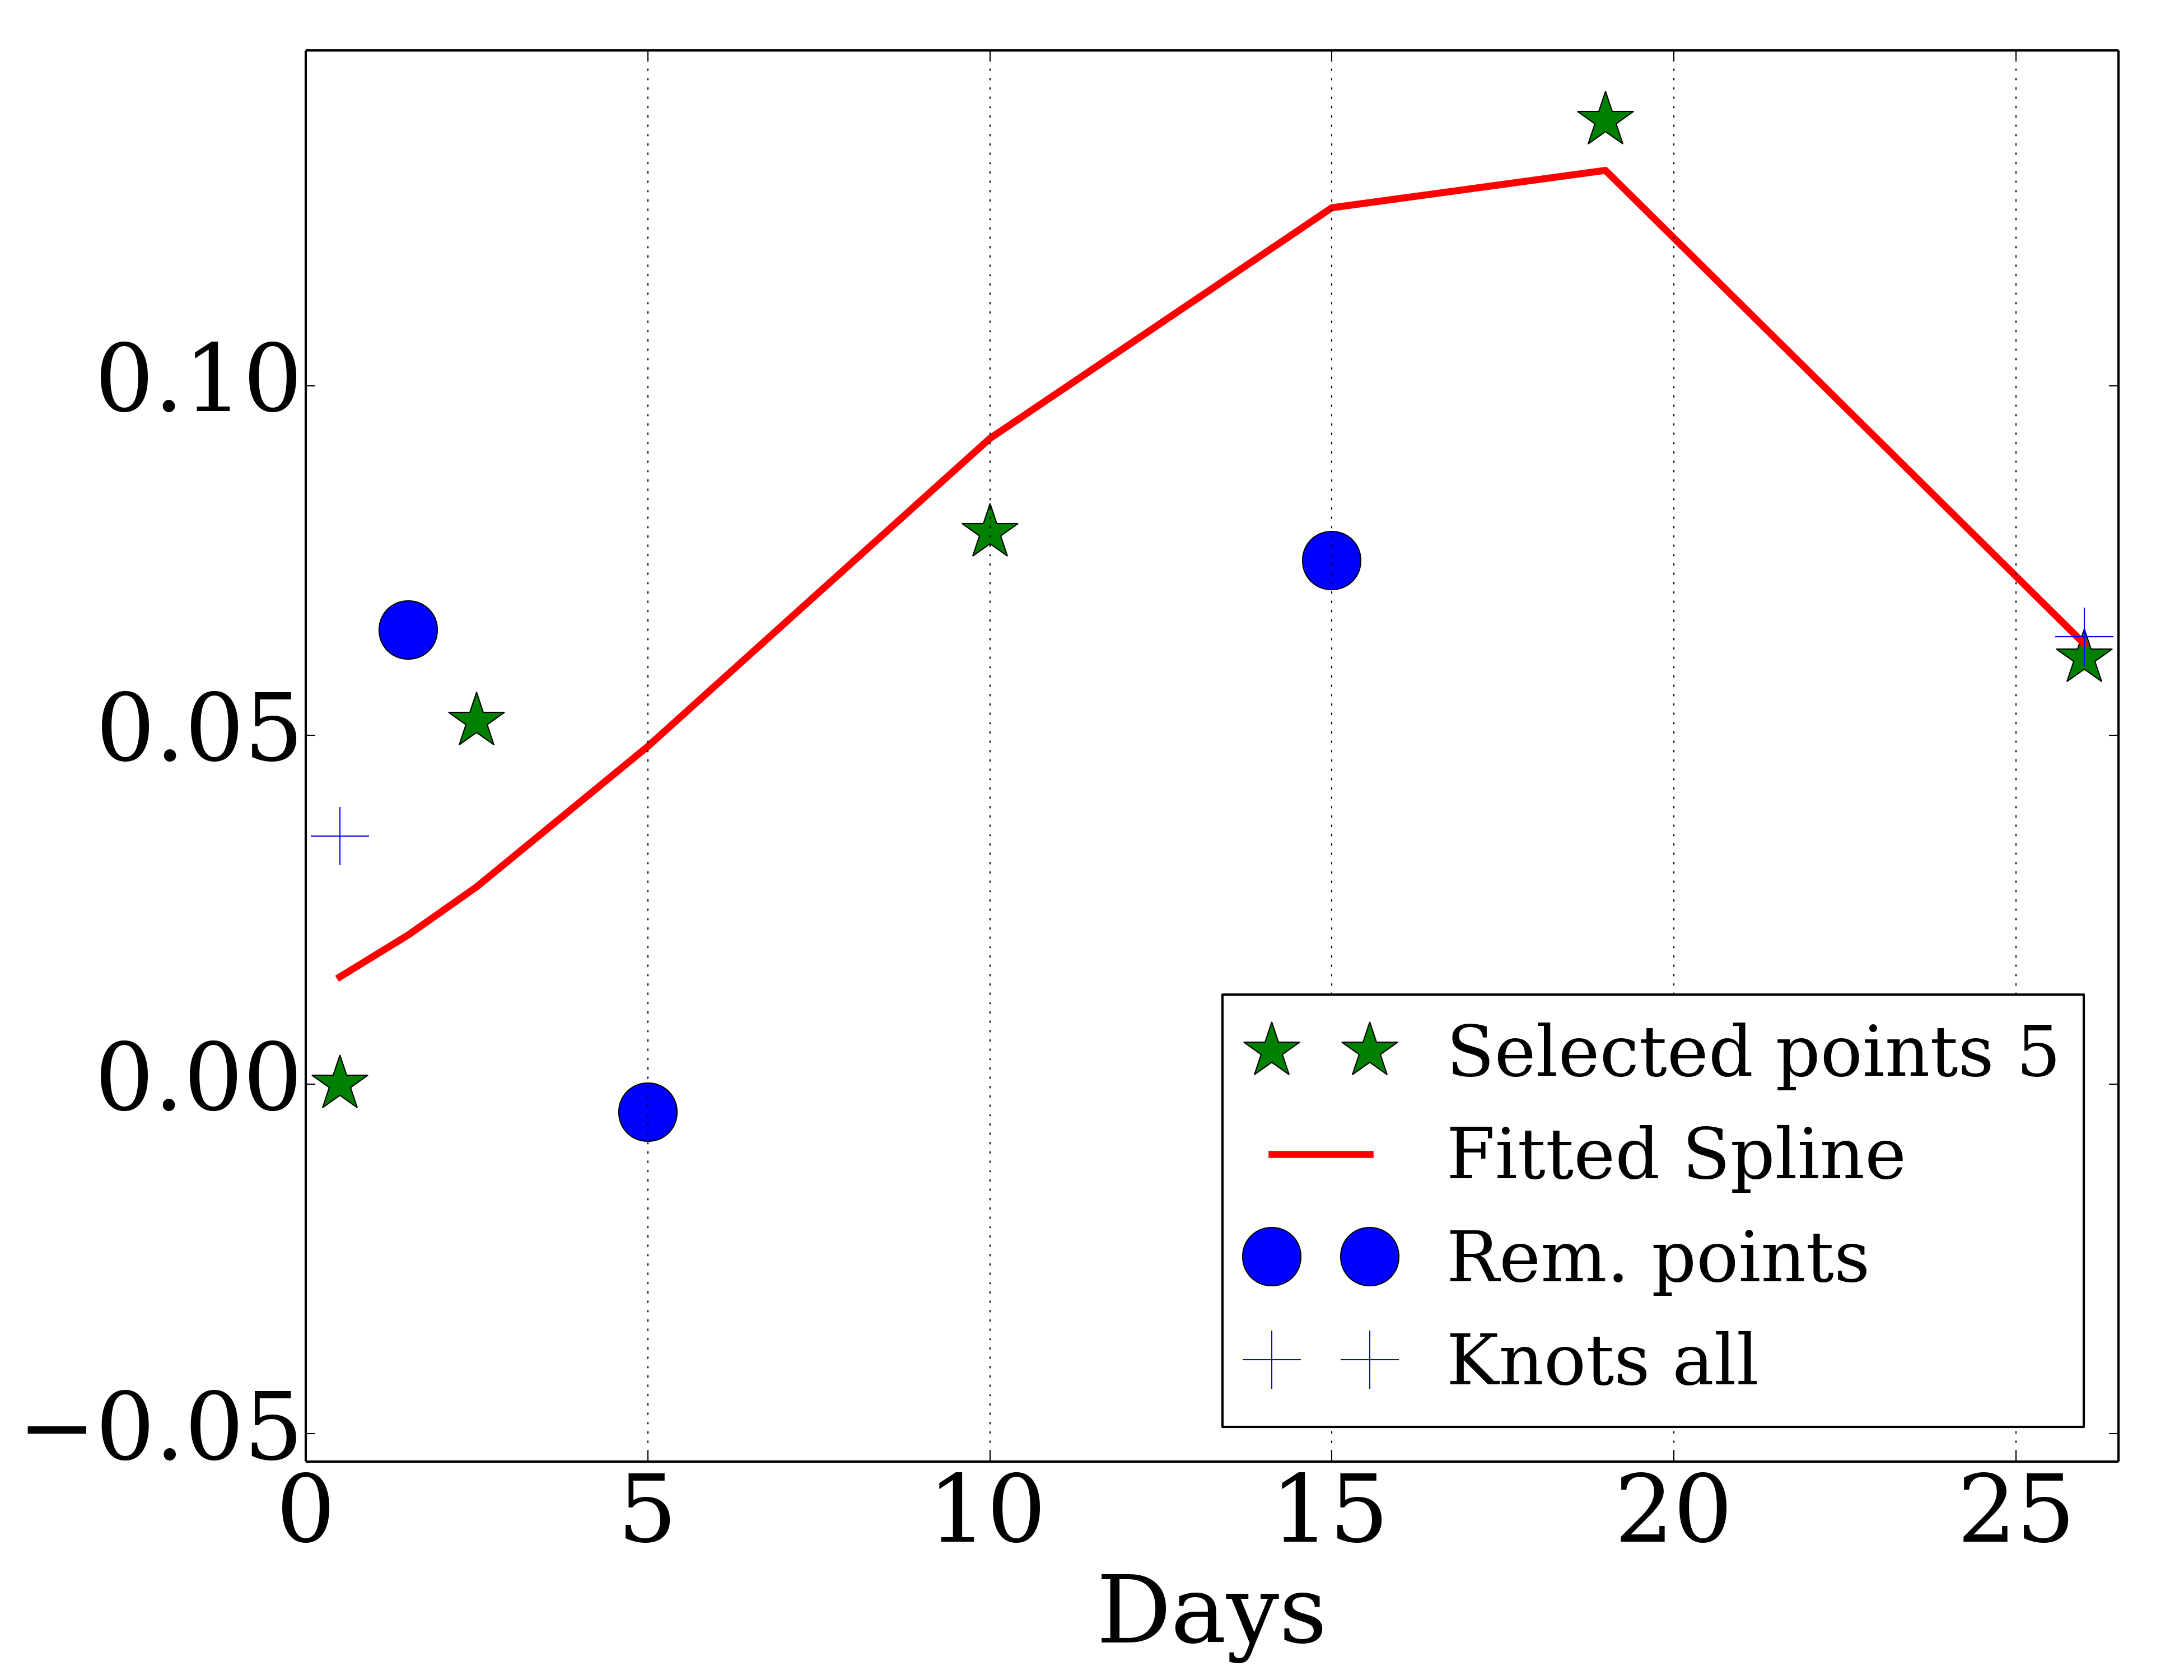 0.10
0.05
0.00
−0.05
0 5 10 15 20 25
Days
Selected points 5
Fitted Spline
Rem. points
Knots all